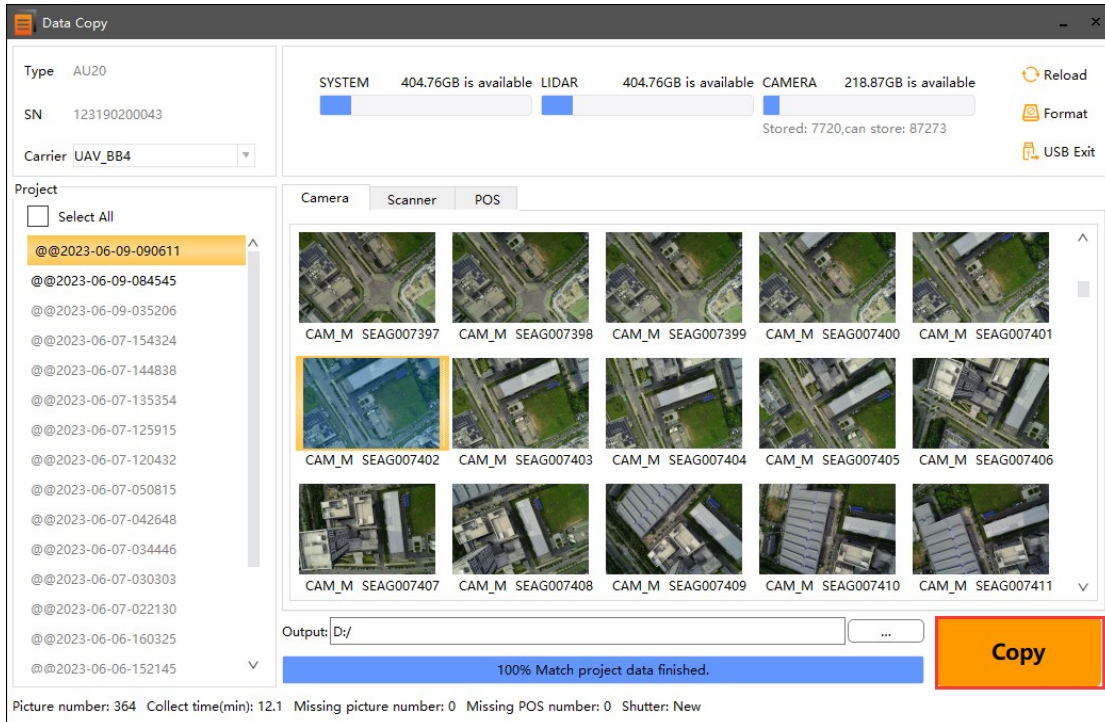 Data Copy
Type AU20
SN 123190200043
Carrier UAV_BB4
SYSTEM 404.76GB is available LIDAR 404.76GB is available CAMERA 218.87GB is available
Stored: 7720,can store: 87273
Reload
Format
USB Exit
Project
Select All
@@2023-06-09-090611
@@2023-06-09-084545
@@2023-06-09-035206
@@2023-06-07-154324
@@2023-06-07-144838
@@2023-06-07-135354
@@2023-06-07-125915
@@2023-06-07-120432
@@2023-06-07-050815
@@2023-06-07-042648
@@2023-06-07-034446
@@2023-06-07-030303
@@2023-06-07-022130
@@2023-06-06-160325
@@2023-06-06-152145
Camera Scanner POS
CAM_M SEAG007397 CAM_M SEAG007398 CAM_M SEAG007399 CAM_M SEAG007400 CAM_M SEAG007401
CAM_M SEAG007402 CAM_M SEAG007403 CAM_M SEAG007404 CAM_M SEAG007405 CAM_M SEAG007406
CAM_M SEAG007407 CAM_M SEAG007408 CAM_M SEAG007409 CAM_M SEAG007410 CAM_M SEAG007411
Output: D:/ ...
100% Match project data finished.
Copy
Picture number: 364 Collect time(min): 12.1 Missing picture number: 0 Missing POS number: 0 Shutter: New